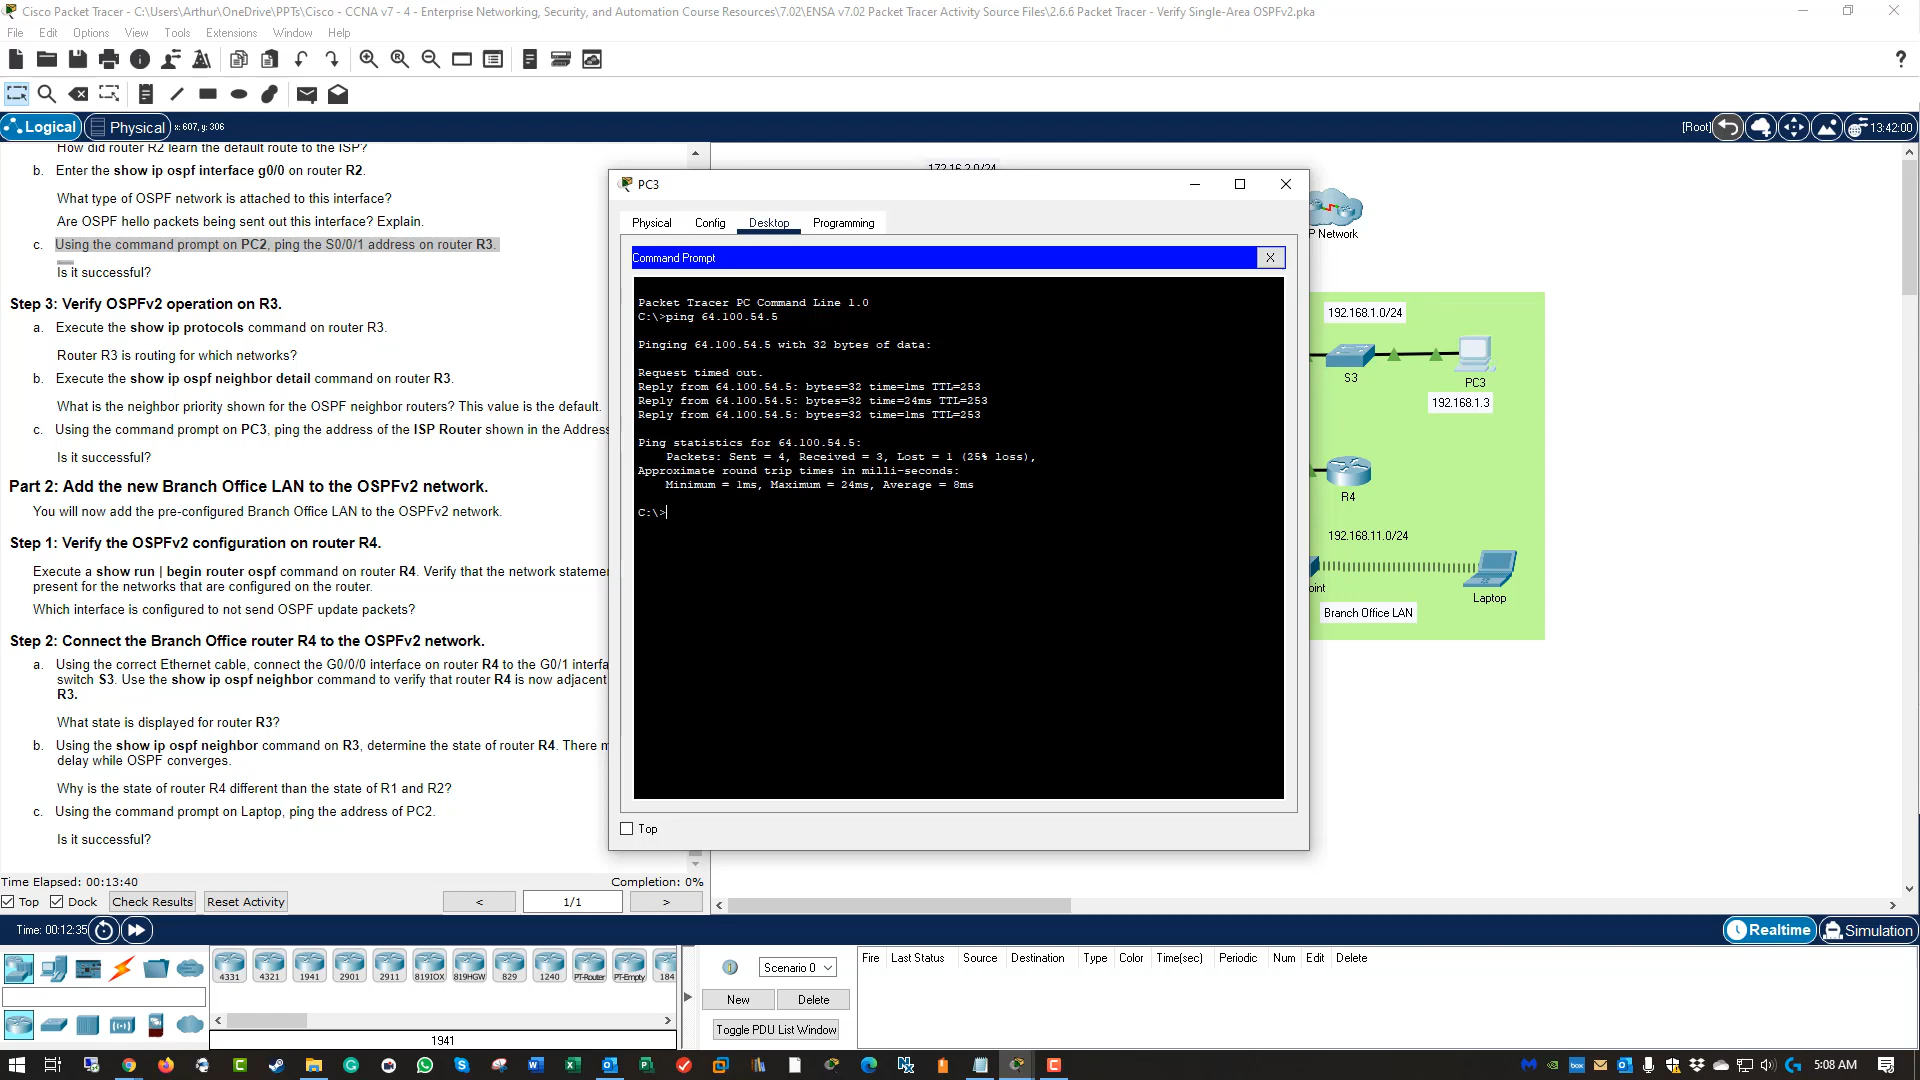 Cisco Packet Tracer - C:\Users\Arthur\OneDrive\PPTs\Cisco - CCNA v7 - 4 - Enterprise Networking, Security, and Automation Course Resources\7.02\ENSA v7.02 Packet Tracer Activity Source Files\2.6.6 Packet Tracer - Verify Single-Area OSPFv2.pka
File Edit Options View Tools Extensions Window Help
Logical Physical x: 607, y: 306 [Root] 13:42:00
How did router R2 learn the default route to the ISP?
b. Enter the show ip ospf interface g0/0 on router R2.
What type of OSPF network is attached to this interface?
Are OSPF hello packets being sent out this interface? Explain.
c. Using the command prompt on PC2, ping the S0/0/1 address on router R3.
Is it successful?
Step 3: Verify OSPFv2 operation on R3.
a. Execute the show ip protocols command on router R3.
Router R3 is routing for which networks?
b. Execute the show ip ospf neighbor detail command on router R3.
What is the neighbor priority shown for the OSPF neighbor routers? This value is the default.
c. Using the command prompt on PC3, ping the address of the ISP Router shown in the Address
Is it successful?
Part 2: Add the new Branch Office LAN to the OSPFv2 network.
You will now add the pre-configured Branch Office LAN to the OSPFv2 network.
Step 1: Verify the OSPFv2 configuration on router R4.
Execute a show run | begin router ospf command on router R4. Verify that the network statemen
present for the networks that are configured on the router.
Which interface is configured to not send OSPF update packets?
Step 2: Connect the Branch Office router R4 to the OSPFv2 network.
a. Using the correct Ethernet cable, connect the G0/0/0 interface on router R4 to the G0/1 interfa
switch S3. Use the show ip ospf neighbor command to verify that router R4 is now adjacent
R3.
What state is displayed for router R3?
b. Using the show ip ospf neighbor command on R3, determine the state of router R4. There m
delay while OSPF converges.
Why is the state of router R4 different than the state of R1 and R2?
c. Using the command prompt on Laptop, ping the address of PC2.
Is it successful?
Time Elapsed: 00:13:40 Completion: 0%
Top Dock Check Results Reset Activity < 1/1 >
172.16.2.0/24
PC3
Physical Config Desktop Programming
Command Prompt X
Packet Tracer PC Command Line 1.0
C:\>ping 64.100.54.5
Pinging 64.100.54.5 with 32 bytes of data:
Request timed out.
Reply from 64.100.54.5: bytes=32 time=1ms TTL=253
Reply from 64.100.54.5: bytes=32 time=24ms TTL=253
Reply from 64.100.54.5: bytes=32 time=1ms TTL=253
Ping statistics for 64.100.54.5:
Packets: Sent = 4, Received = 3, Lost = 1 (25% loss),
Approximate round trip times in milli-seconds:
Minimum = 1ms, Maximum = 24ms, Average = 8ms
C:\>
Top
P Network
192.168.1.0/24
S3
PC3
192.168.1.3
R4
192.168.11.0/24
oint
Laptop
Branch Office LAN
Time: 00:12:35 Realtime Simulation
4331 4321 1941 2901 2911 819IOX 819HGW 829 1240 PT-Router PT-Empty 184
1941
Scenario 0
New Delete
Toggle PDU List Window
Fire Last Status Source Destination Type Color Time(sec) Periodic Num Edit Delete
5:08 AM